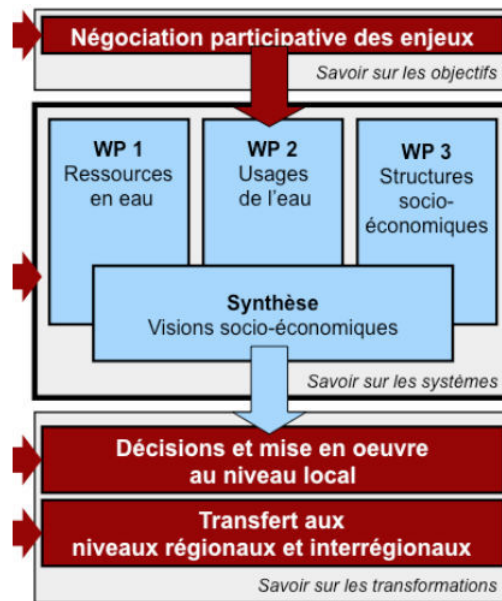 Négociation participative des enjeux
Savoir sur les objectifs
WP 1
Ressources
en eau
WP 2
Usages
de l'eau
WP 3
Structures
socio-
économiques
Synthèse
Visions socio-économiques
Savoir sur les systèmes
Décisions et mise en oeuvre
au niveau local
Transfert aux
niveaux régionaux et interrégionaux
Savoir sur les transformations